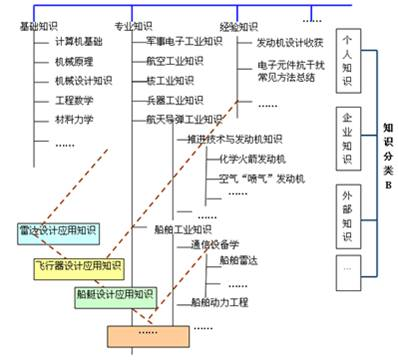 基础知识
专业知识
经验知识
……
计算机基础
机械原理
机械设计知识
工程数学
材料力学
……
军事电子工业知识
航空工业知识
核工业知识
兵器工业知识
航天导弹工业知识
推进技术与发动机知识
化学火箭发动机
空气“喷气”发动机
……
……
船舶工业知识
通信设备学
船舶雷达
……
船舶动力工程
……
发动机设计收获
电子元件抗干扰
常见方法总结
……
雷达设计应用知识
飞行器设计应用知识
船艇设计应用知识
……
个人知识
企业知识
外部知识
…
知识分类B